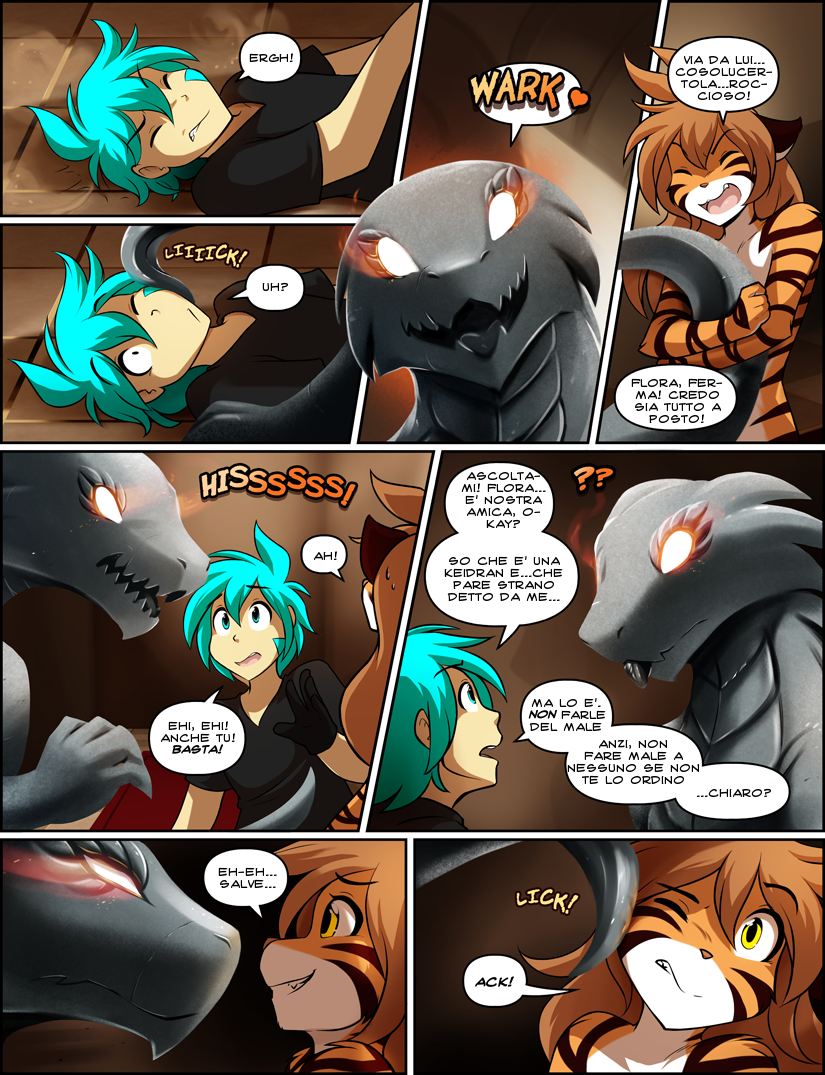 ERGH!
LIIIIICK!
UH?
WARK
VIA DA LUI...
COSOLUCER-
TOLA...ROC-
CIOSO!
FLORA, FER-
MA! CREDO
SIA TUTTO A
POSTO!
HISSSSSSS!
AH!
EHI, EHI!
ANCHE TU!
BASTA!
ASCOLTA-
MI! FLORA...
E' NOSTRA
AMICA, O-
KAY?
SO CHE E' UNA
KEIDRAN E...CHE
PARE STRANO
DETTO DA ME...
??
MA LO E'.
NON FARLE
DEL MALE
ANZI, NON
FARE MALE A
NESSUNO SE NON
TE LO ORDINO
...CHIARO?
EH-EH...
SALVE...
LICK!
ACK!